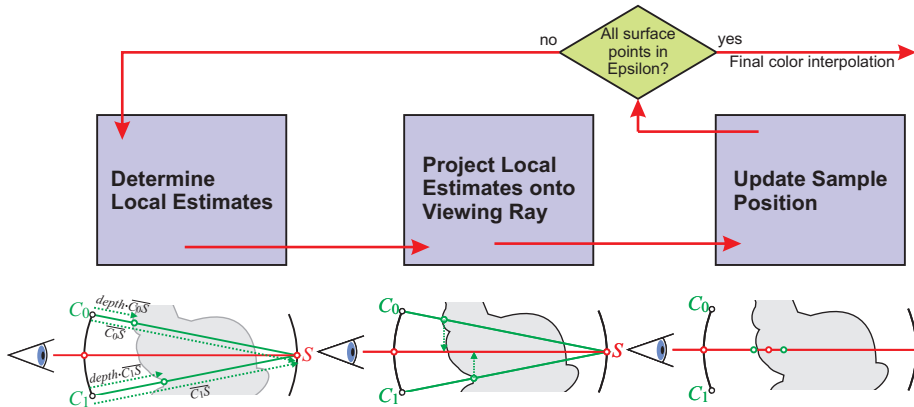 no
All surface
points in
Epsilon?
yes
Final color interpolation
Determine
Local Estimates
Project Local
Estimates onto
Viewing Ray
Update Sample
Position
C₀
depth·C₀S
C₀S
S
depth·C₁S
C₁S
C₁
C₀
S
C₁
C₀
C₁